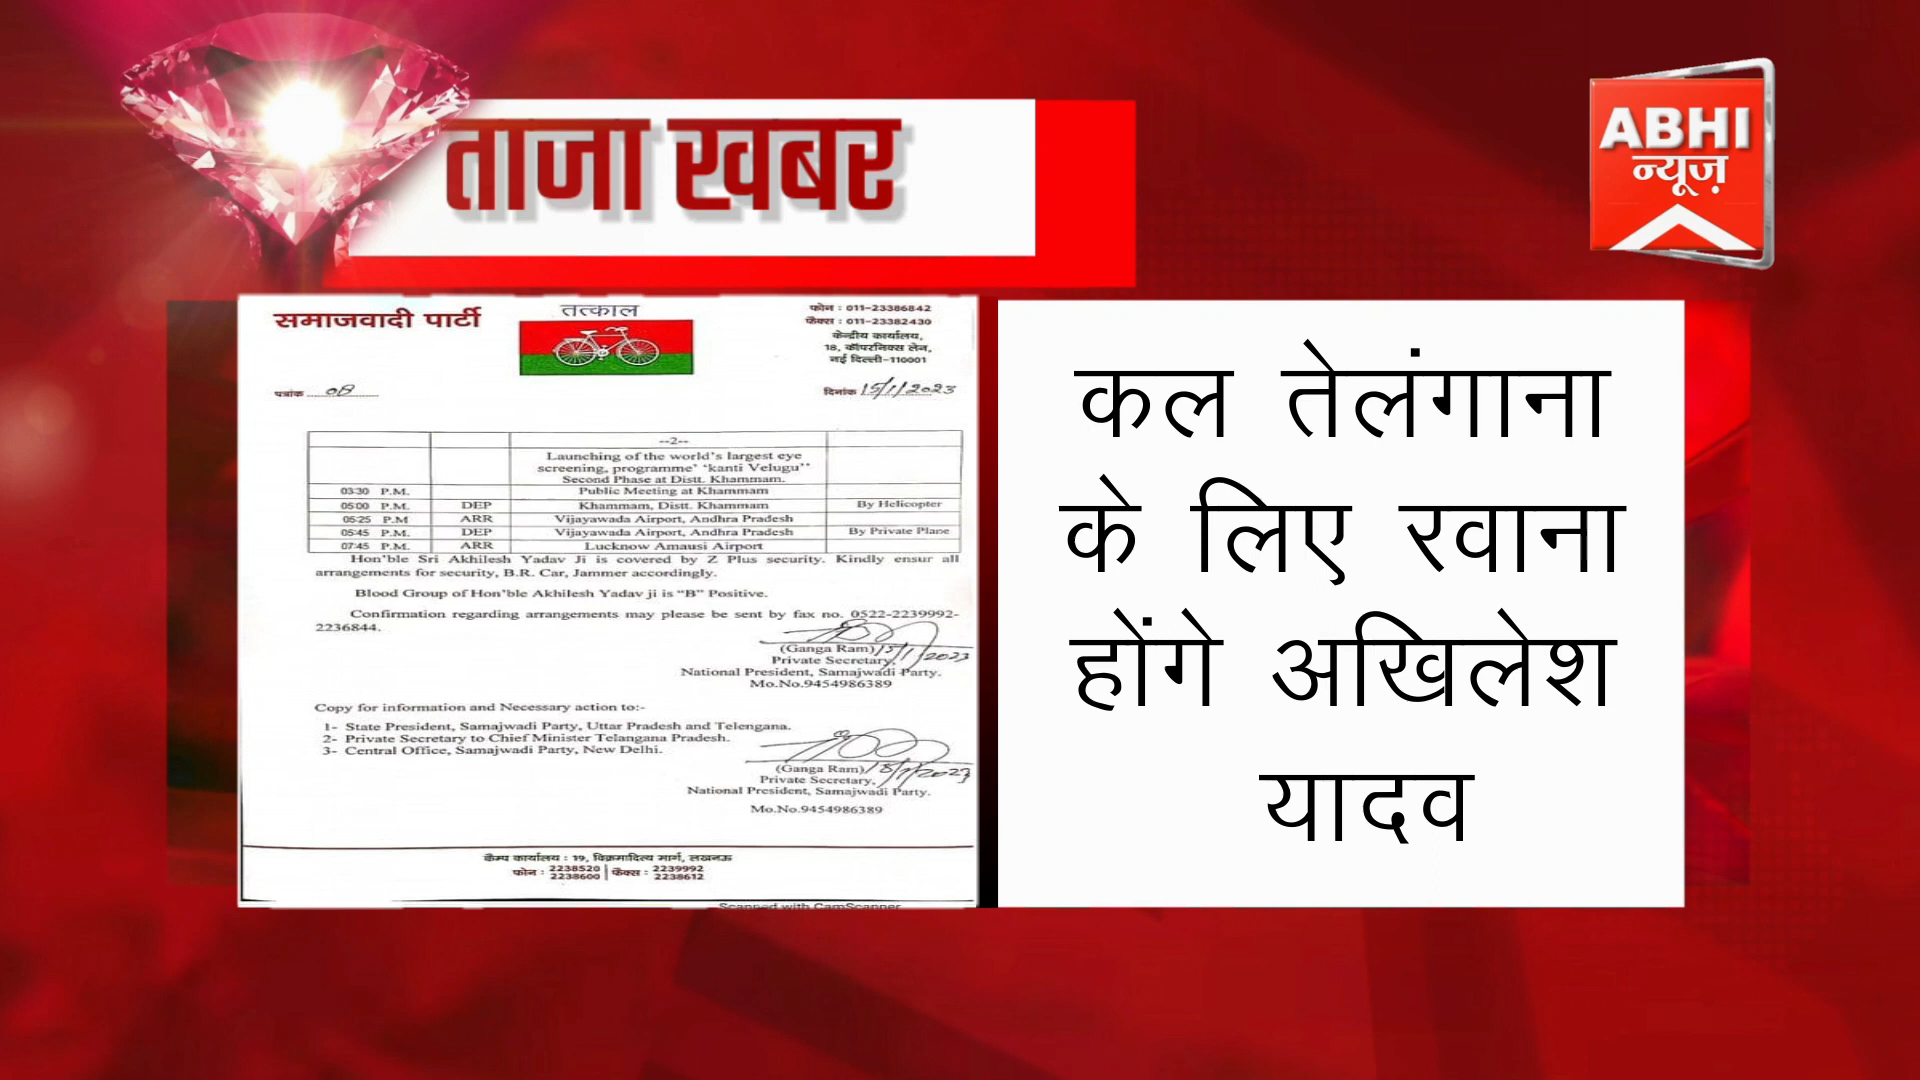 ताजा खबर
ABHI
न्यूज़
समाजवादी पार्टी
तत्काल
फोन : 011-23386842
फैक्स : 011-23382430
केन्द्रीय कार्यालय,
18, कॉपरनिक्स लेन,
नई दिल्ली-110001
पत्रांक 08
दिनांक 15/1/2023
--2--
Launching of the world's largest eye
screening, programme' 'kanti Velugu''
Second Phase at Distt. Khammam.
03:30 P.M. Public Meeting at Khammam
05:00 P.M. DEP Khammam, Distt. Khammam By Helicopter
05:25 P.M ARR Vijayawada Airport, Andhra Pradesh
05:45 P.M. DEP Vijayawada Airport, Andhra Pradesh By Private Plane
07:45 P.M. ARR Lucknow Amausi Airport
Hon'ble Sri Akhilesh Yadav Ji is covered by Z Plus security. Kindly ensur all
arrangements for security, B.R. Car, Jammer accordingly.
Blood Group of Hon'ble Akhilesh Yadav ji is "B" Positive.
Confirmation regarding arrangements may please be sent by fax no. 0522-2239992-
2236844.
(Ganga Ram) 15/1/2023
Private Secretary,
National President, Samajwadi Party.
Mo.No.9454986389
Copy for information and Necessary action to:-
1- State President, Samajwadi Party, Uttar Pradesh and Telengana.
2- Private Secretary to Chief Minister Telangana Pradesh.
3- Central Office, Samajwadi Party, New Delhi.
(Ganga Ram)
Private Secretary,
National President, Samajwadi Party.
Mo.No.9454986389
कैम्प कार्यालय : 19, विक्रमादित्य मार्ग, लखनऊ
फोन : 2238520 फैक्स : 2239992
2238600 2238612
Scanned with CamScanner
कल तेलंगाना
के लिए रवाना
होंगे अखिलेश
यादव